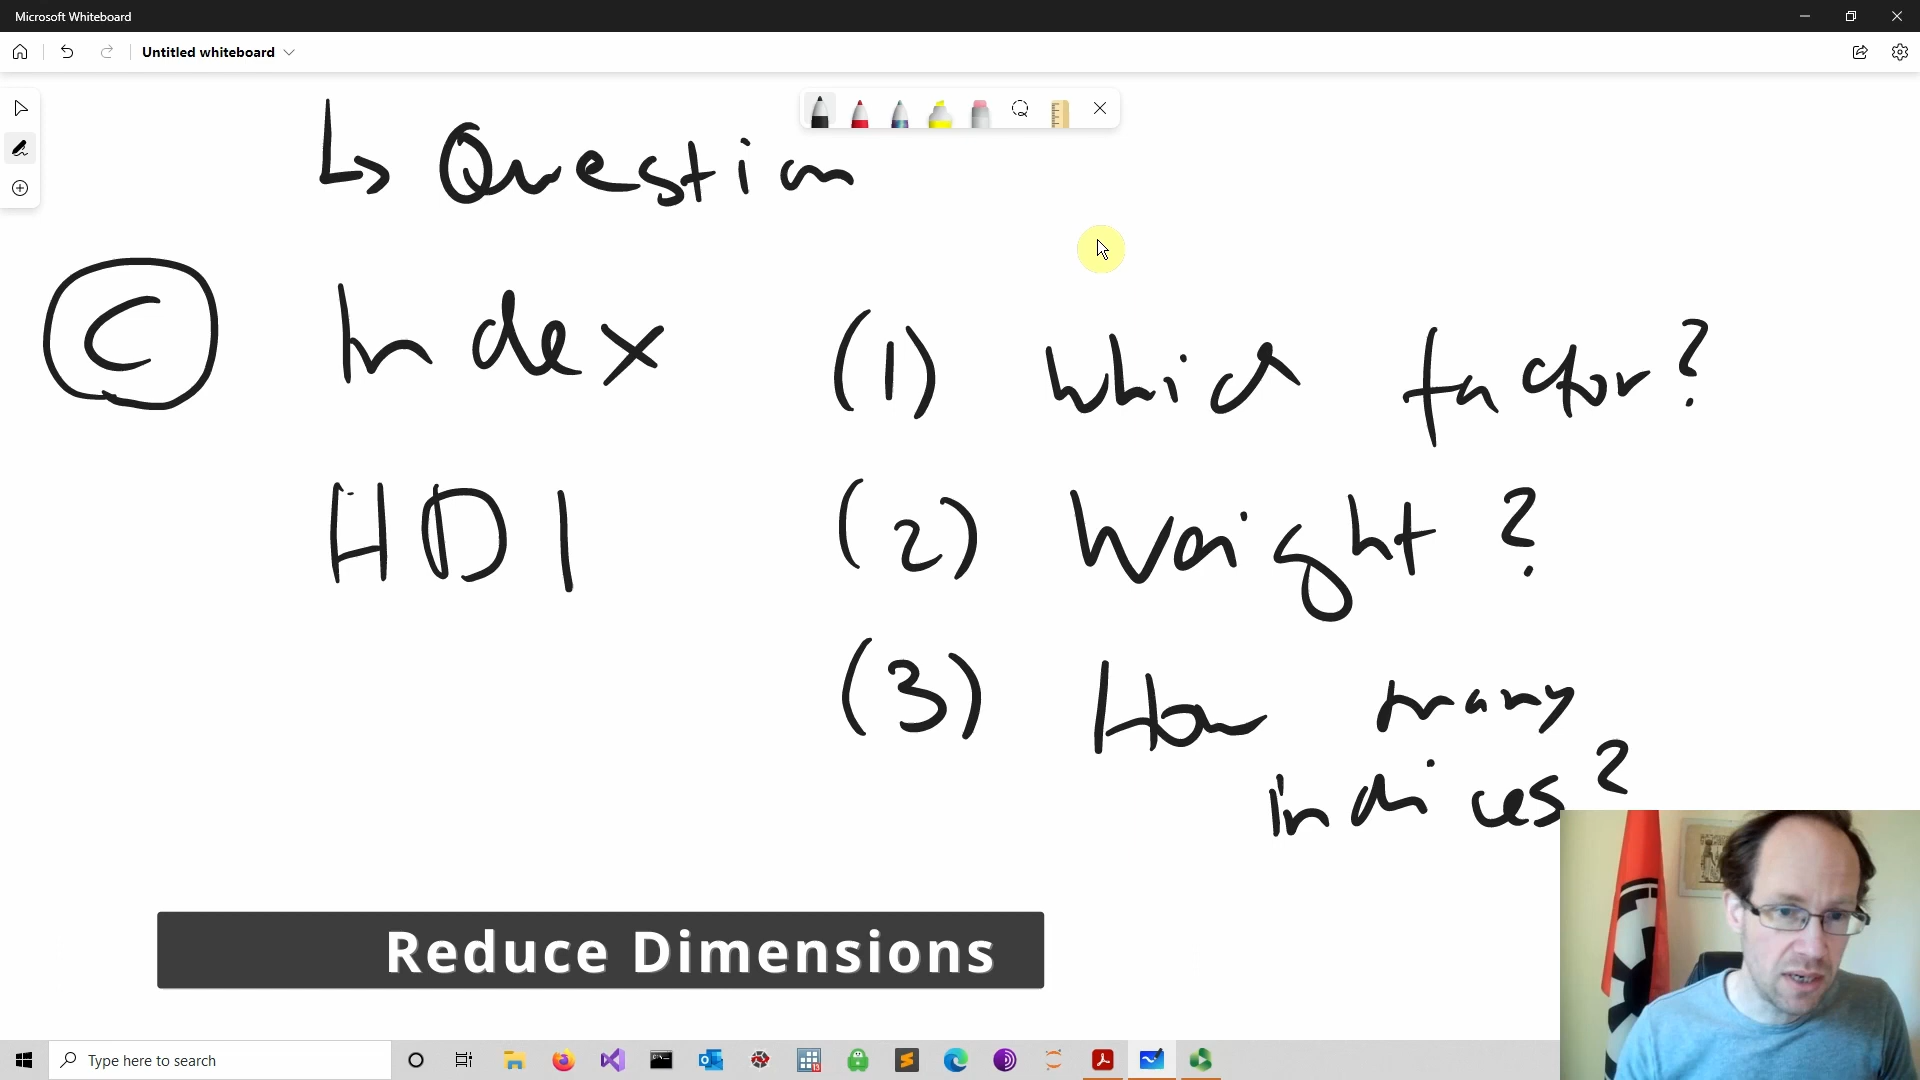 Microsoft Whiteboard
Untitled whiteboard
↳ Question
C Index (1) Which factor?
HDI (2) Weight?
(3) How many
indices?
Reduce Dimensions
Type here to search